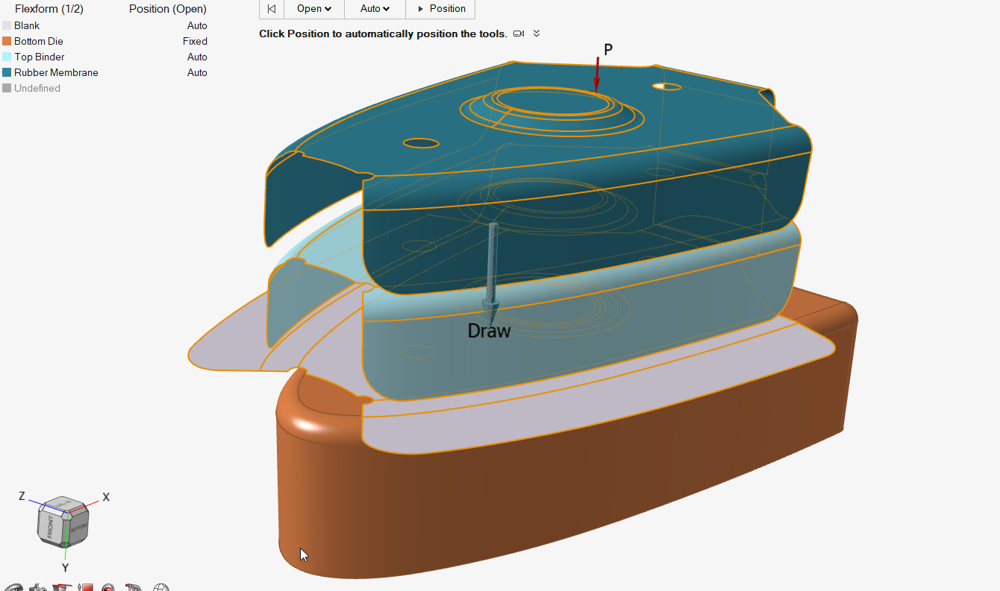 Flexform (1/2) Position (Open)
Blank Auto
Bottom Die Fixed
Top Binder Auto
Rubber Membrane Auto
Undefined
Open Auto Position
Click Position to automatically position the tools.
P
Draw
Z X
FRONT BOTTOM
Y